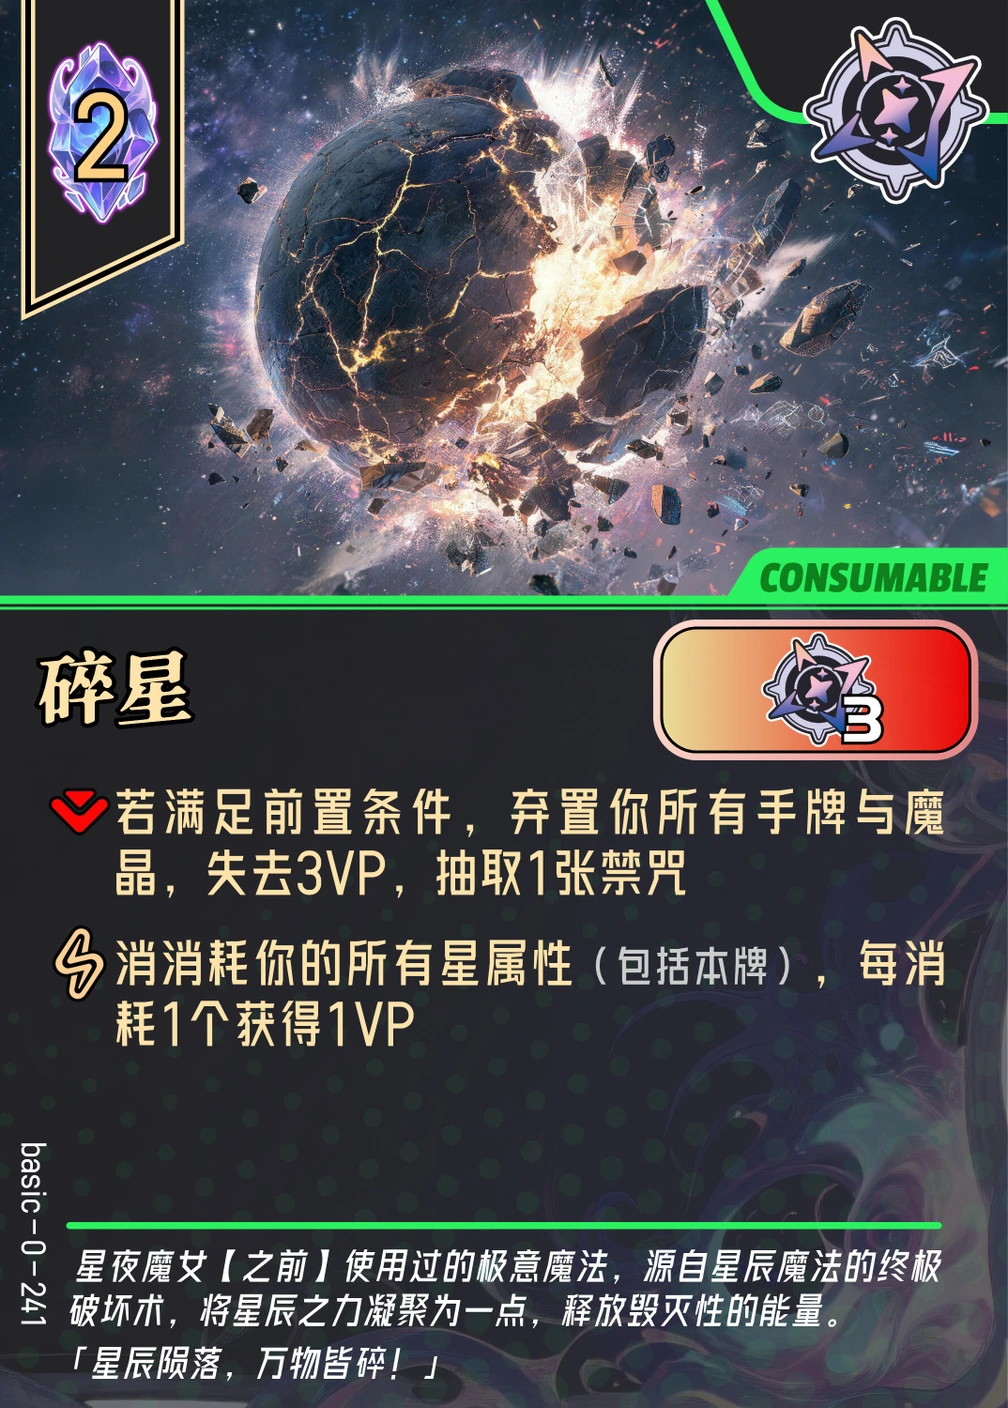 2
CONSUMABLE
碎星
3
若满足前置条件，弃置你所有手牌与魔
晶，失去3VP，抽取1张禁咒
消消耗你的所有星属性（包括本牌），每消
耗1个获得1VP
basic-0-241
星夜魔女【之前】使用过的极意魔法，源自星辰魔法的终极
破坏术，将星辰之力凝聚为一点，释放毁灭性的能量。
「星辰陨落，万物皆碎！」